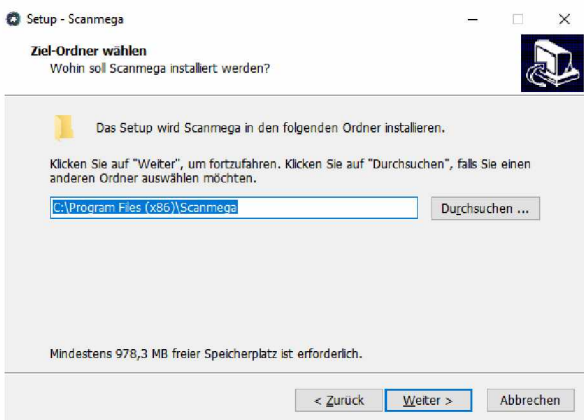 Setup - Scanmega
Ziel-Ordner wählen
Wohin soll Scanmega installiert werden?
Das Setup wird Scanmega in den folgenden Ordner installieren.
Klicken Sie auf "Weiter", um fortzufahren. Klicken Sie auf "Durchsuchen", falls Sie einen
anderen Ordner auswählen möchten.
C:\Program Files (x86)\Scanmega
Durchsuchen ...
Mindestens 978,3 MB freier Speicherplatz ist erforderlich.
< Zurück
Weiter >
Abbrechen